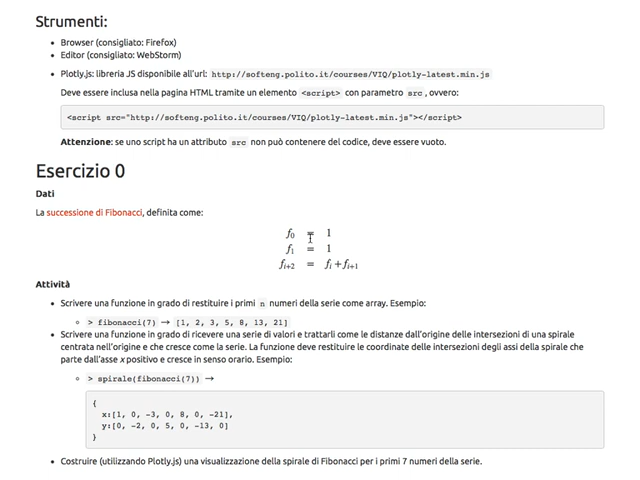 Strumenti:
• Browser (consigliato: Firefox)
• Editor (consigliato: WebStorm)
• Plotly.js: libreria JS disponibile all'url: http://softeng.polito.it/courses/VIQ/plotly-latest.min.js
Deve essere inclusa nella pagina HTML tramite un elemento <script> con parametro src, ovvero:
<script src="http://softeng.polito.it/courses/VIQ/plotly-latest.min.js"></script>
Attenzione: se uno script ha un attributo src non può contenere del codice, deve essere vuoto.
Esercizio 0
Dati
La successione di Fibonacci, definita come:
f0 = 1
f1 = 1
fi+2 = fi + fi+1
Attività
• Scrivere una funzione in grado di restituire i primi n numeri della serie come array. Esempio:
◦ > fibonacci(7) → [1, 2, 3, 5, 8, 13, 21]
• Scrivere una funzione in grado di ricevere una serie di valori e trattarli come le distanze dall'origine delle intersezioni di una spirale
centrata nell'origine e che cresce come la serie. La funzione deve restituire le coordinate delle intersezioni degli assi della spirale che
parte dall'asse x positivo e cresce in senso orario. Esempio:
◦ > spirale(fibonacci(7)) →
{
x:[1, 0, -3, 0, 8, 0, -21],
y:[0, -2, 0, 5, 0, -13, 0]
}
• Costruire (utilizzando Plotly.js) una visualizzazione della spirale di Fibonacci per i primi 7 numeri della serie.